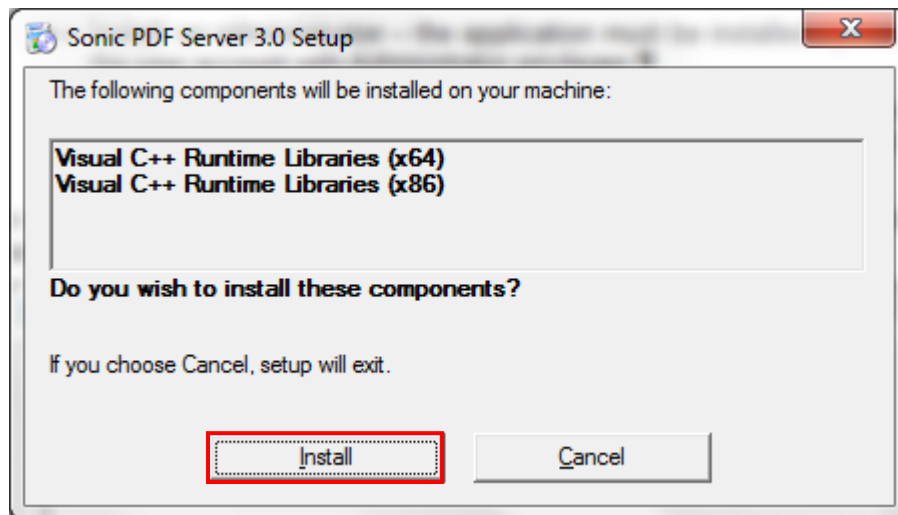 Sonic PDF Server 3.0 Setup
The following components will be installed on your machine:
Visual C++ Runtime Libraries (x64)
Visual C++ Runtime Libraries (x86)
Do you wish to install these components?
If you choose Cancel, setup will exit.
Install
Cancel